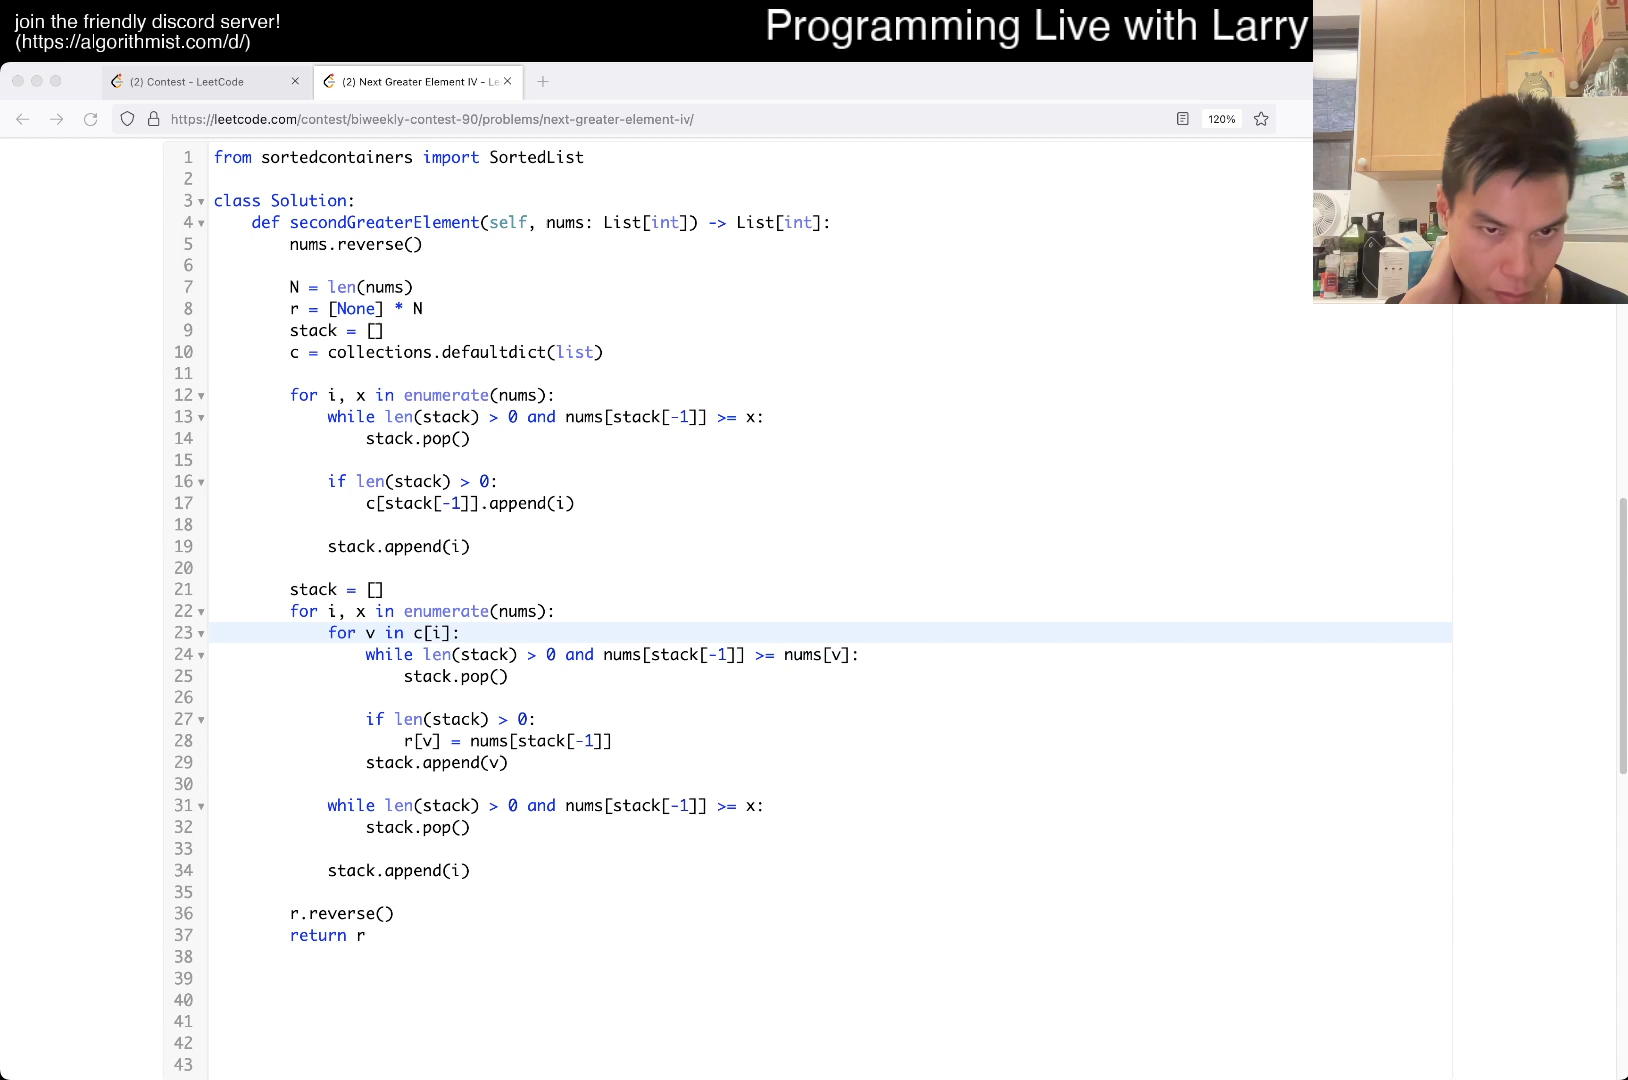 join the friendly discord server!
(https://algorithmist.com/d/)
Programming Live with Larry
(2) Contest - LeetCode
(2) Next Greater Element IV - Le
https://leetcode.com/contest/biweekly-contest-90/problems/next-greater-element-iv/
120%
1 from sortedcontainers import SortedList
2
3 class Solution:
4     def secondGreaterElement(self, nums: List[int]) -> List[int]:
5         nums.reverse()
6
7         N = len(nums)
8         r = [None] * N
9         stack = []
10         c = collections.defaultdict(list)
11
12         for i, x in enumerate(nums):
13             while len(stack) > 0 and nums[stack[-1]] >= x:
14                 stack.pop()
15
16             if len(stack) > 0:
17                 c[stack[-1]].append(i)
18
19             stack.append(i)
20
21         stack = []
22         for i, x in enumerate(nums):
23             for v in c[i]:
24                 while len(stack) > 0 and nums[stack[-1]] >= nums[v]:
25                     stack.pop()
26
27                 if len(stack) > 0:
28                     r[v] = nums[stack[-1]]
29                 stack.append(v)
30
31             while len(stack) > 0 and nums[stack[-1]] >= x:
32                 stack.pop()
33
34             stack.append(i)
35
36         r.reverse()
37         return r
38
39
40
41
42
43